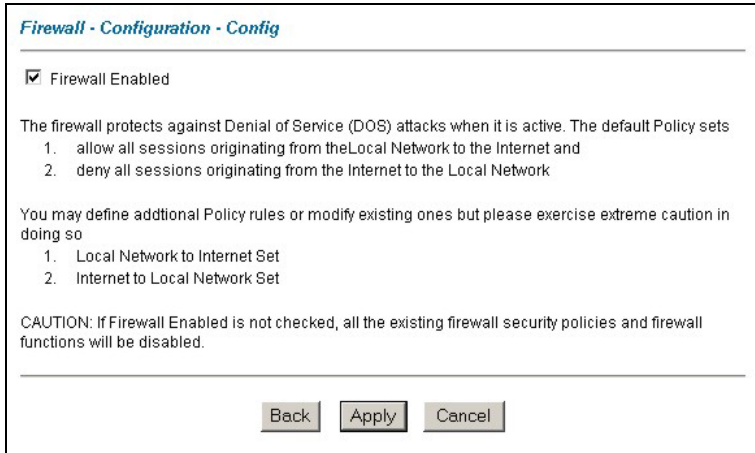 Firewall - Configuration - Config
Firewall Enabled
The firewall protects against Denial of Service (DOS) attacks when it is active. The default Policy sets
1. allow all sessions originating from theLocal Network to the Internet and
2. deny all sessions originating from the Internet to the Local Network
You may define addtional Policy rules or modify existing ones but please exercise extreme caution in
doing so
1. Local Network to Internet Set
2. Internet to Local Network Set
CAUTION: If Firewall Enabled is not checked, all the existing firewall security policies and firewall
functions will be disabled.
Back Apply Cancel